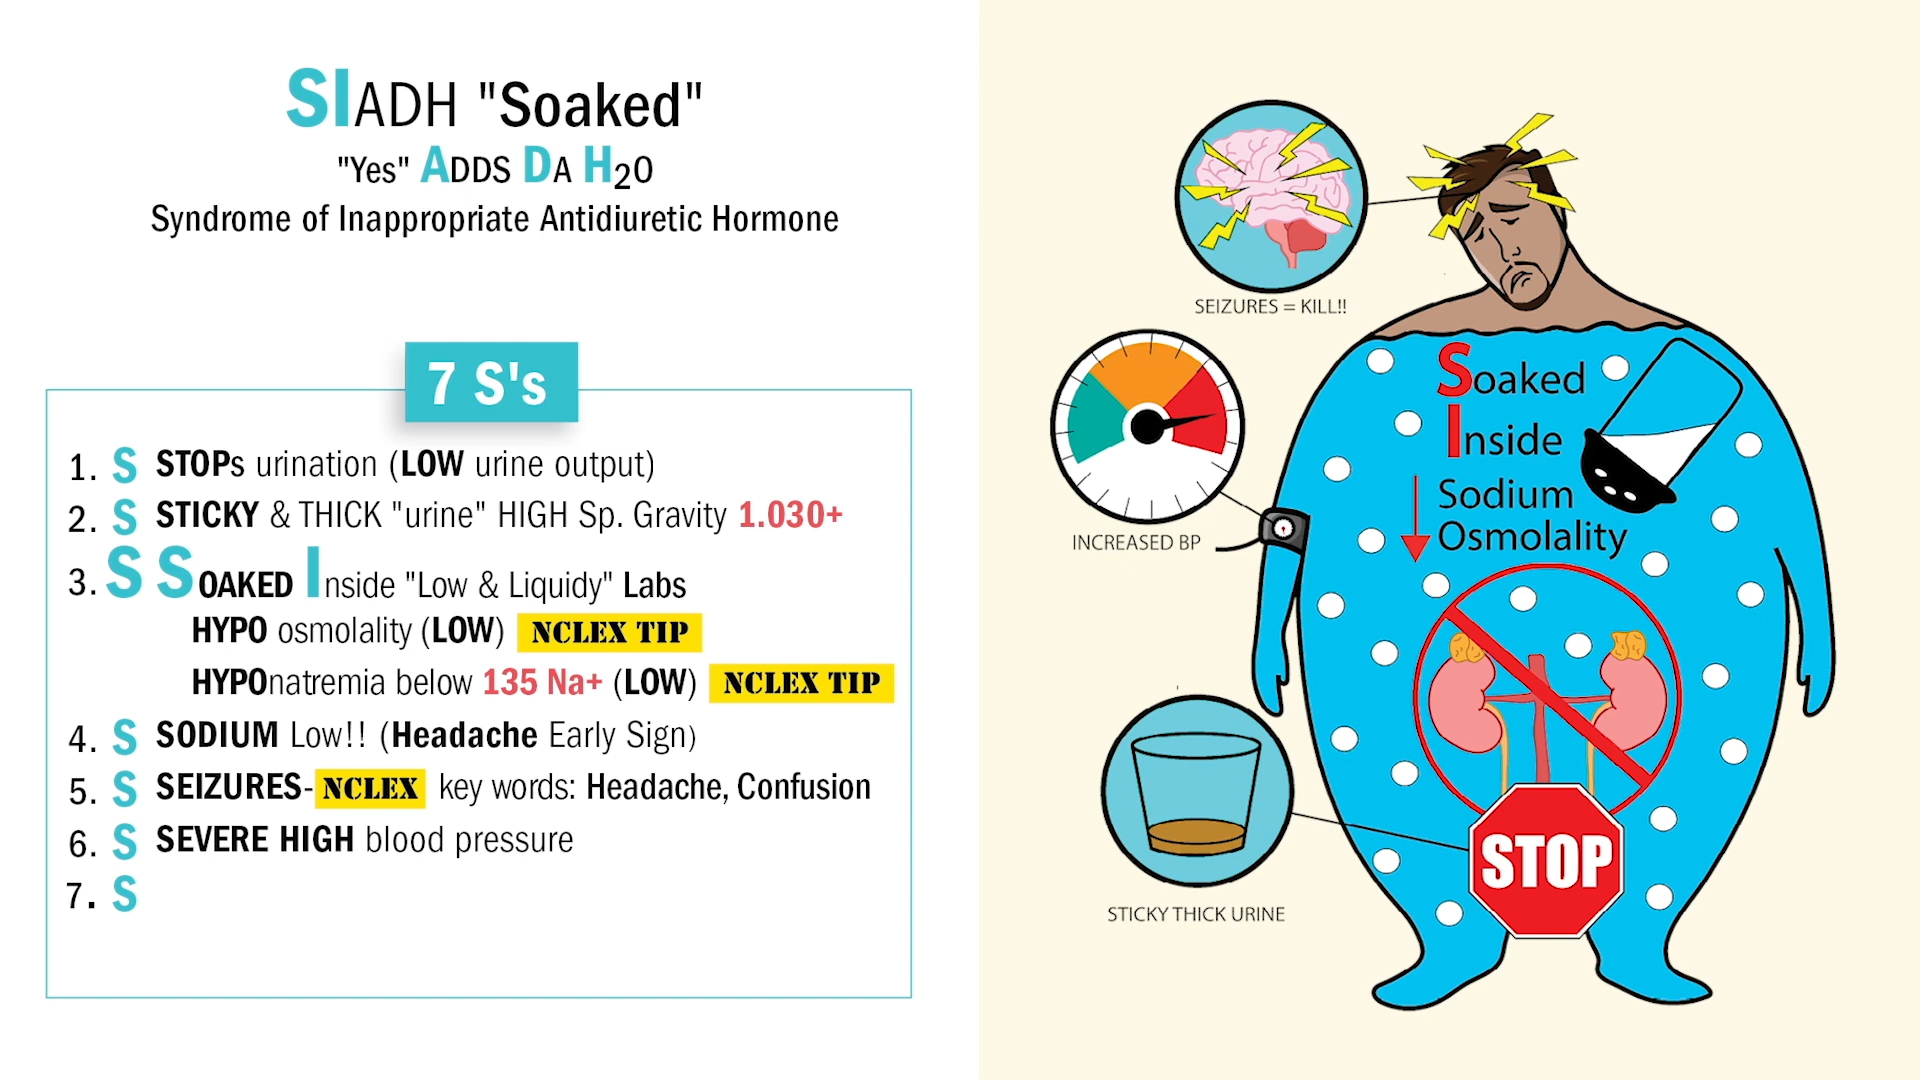 SIADH "Soaked"
"Yes" ADDS DA H2O
Syndrome of Inappropriate Antidiuretic Hormone
7 S's
1. S STOPs urination (LOW urine output)
2. S STICKY & THICK "urine" HIGH Sp. Gravity 1.030+
3. S SOAKED Inside "Low & Liquidy" Labs
HYPO osmolality (LOW) NCLEX TIP
HYPOnatremia below 135 Na+ (LOW) NCLEX TIP
4. S SODIUM Low!! (Headache Early Sign)
5. S SEIZURES- NCLEX key words: Headache, Confusion
6. S SEVERE HIGH blood pressure
7. S
SEIZURES = KILL!!
INCREASED BP
STICKY THICK URINE
Soaked
Inside
Sodium
Osmolality
STOP